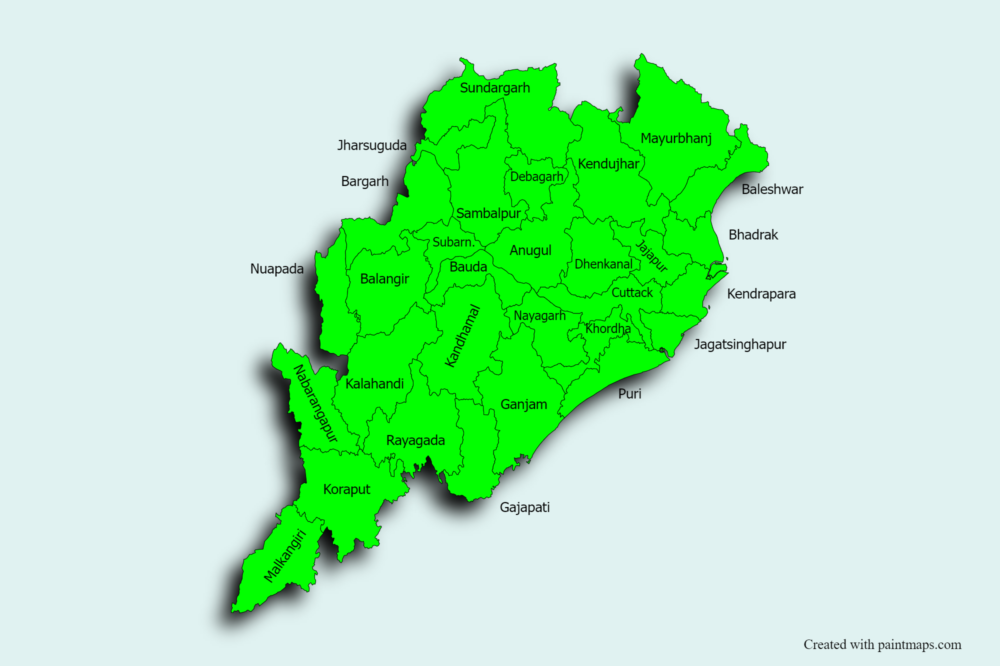 Sundargarh
Mayurbhanj
Jharsuguda
Kendujhar
Debagarh
Bargarh
Baleshwar
Sambalpur
Bhadrak
Subarn.
Anugul
Jajapur
Dhenkanal
Bauda
Nuapada
Balangir
Cuttack
Kendrapara
Nayagarh
Khordha
Kandhamal
Jagatsinghapur
Kalahandi
Puri
Nabarangapur
Ganjam
Rayagada
Koraput
Gajapati
Malkangiri
Created with paintmaps.com